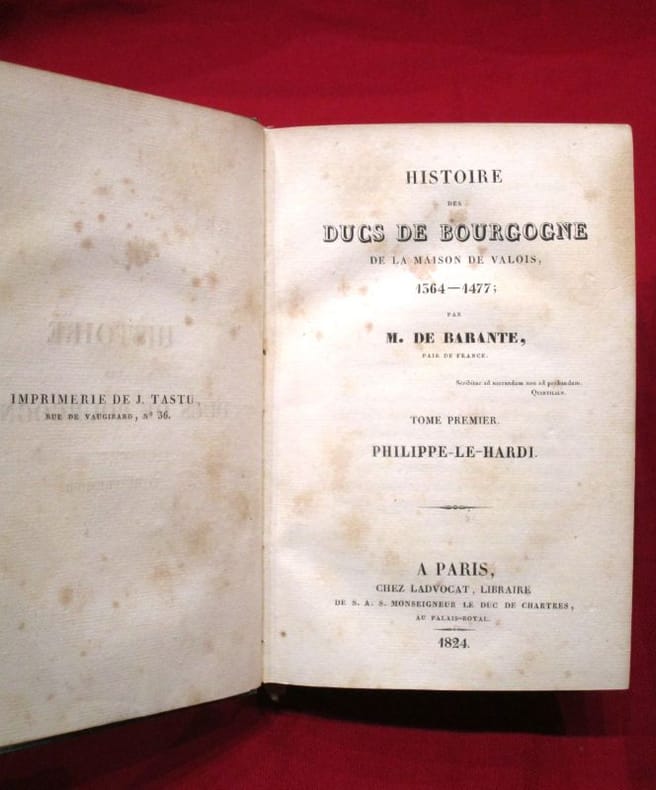 IMPRIMERIE DE J. TASTU,
RUE DE VAUGIRARD, Nº 36.
HISTOIRE
DES
DUCS DE BOURGOGNE
DE LA MAISON DE VALOIS,
1364—1477;
PAR
M. DE BARANTE,
PAIR DE FRANCE.
Scribitur ad narrandum non ad probandum.
QUINTILIEN.
TOME PREMIER.
PHILIPPE-LE-HARDI.
A PARIS,
CHEZ LADVOCAT, LIBRAIRE
DE S. A. S. MONSEIGNEUR LE DUC DE CHARTRES,
AU PALAIS-ROYAL.
1824.